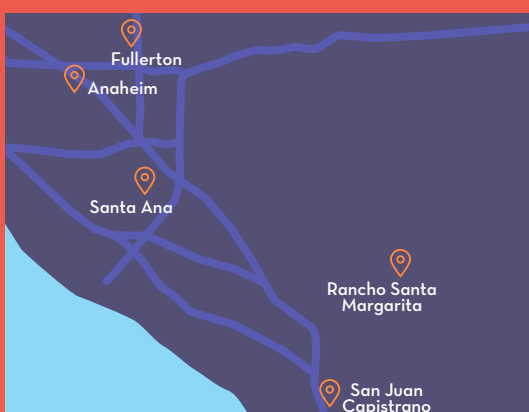 Fullerton
Anaheim
Santa Ana
Rancho Santa
Margarita
San Juan
Capistrano